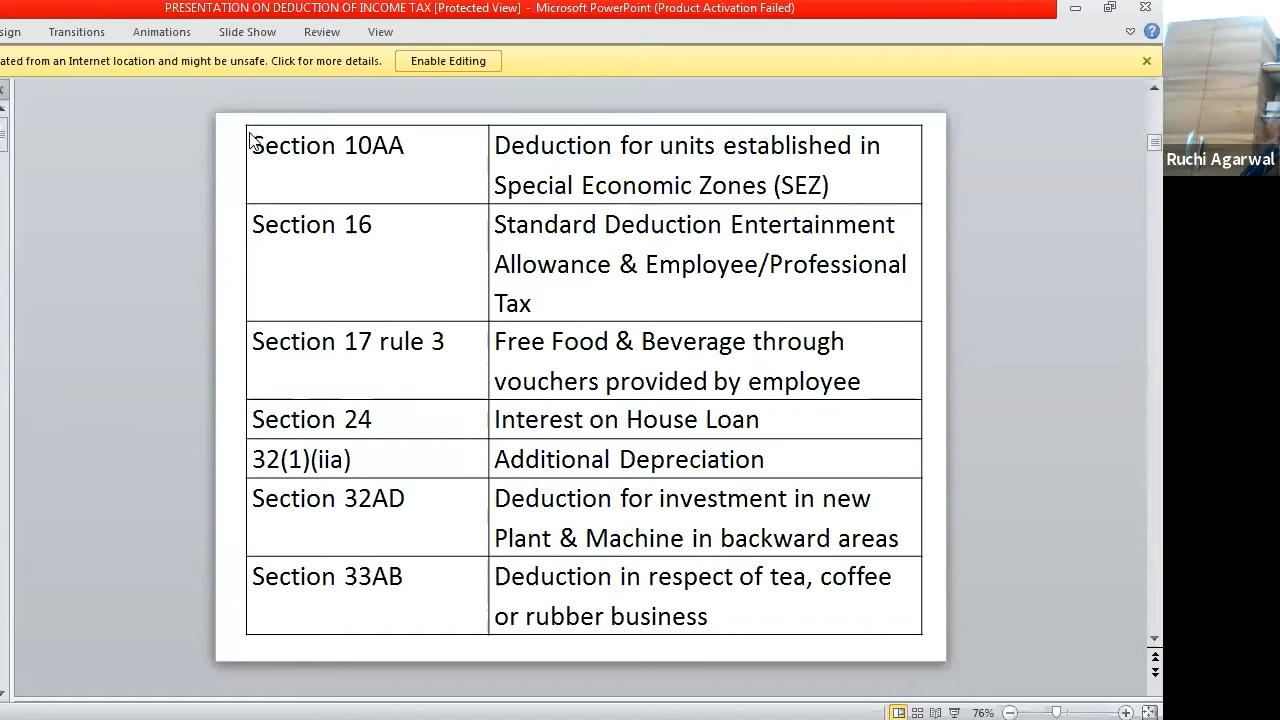 PRESENTATION ON DEDUCTION OF INCOME TAX [Protected View] - Microsoft PowerPoint (Product Activation Failed)
sign Transitions Animations Slide Show Review View
ated from an Internet location and might be unsafe. Click for more details. Enable Editing
Section 10AA Deduction for units established in
Special Economic Zones (SEZ)
Section 16 Standard Deduction Entertainment
Allowance & Employee/Professional
Tax
Section 17 rule 3 Free Food & Beverage through
vouchers provided by employee
Section 24 Interest on House Loan
32(1)(iia) Additional Depreciation
Section 32AD Deduction for investment in new
Plant & Machine in backward areas
Section 33AB Deduction in respect of tea, coffee
or rubber business
Ruchi Agarwal
76%